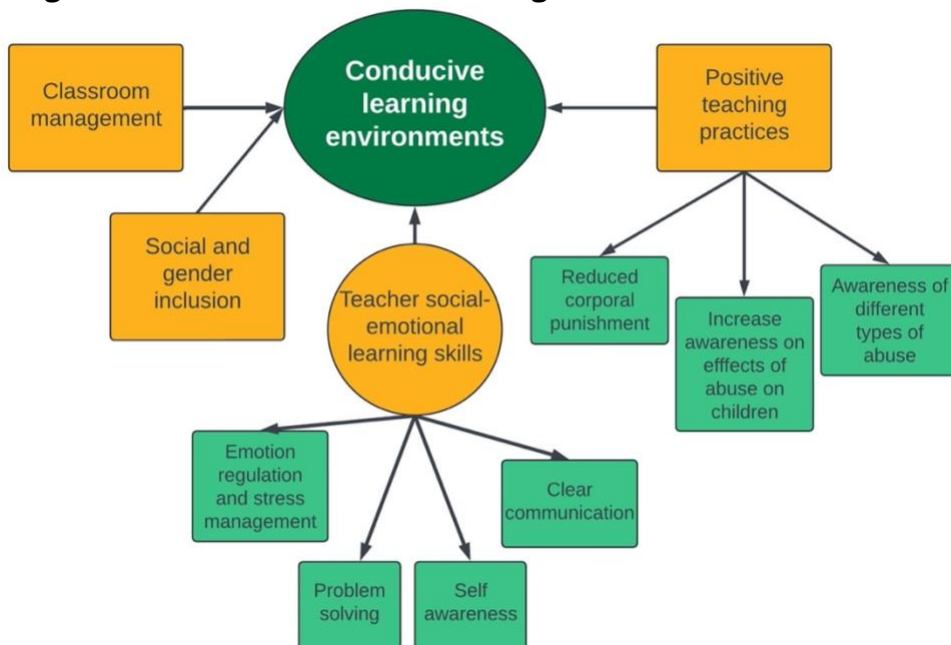 Conducive
learning
environments
Classroom
management
Positive
teaching
practices
Social and
gender
inclusion
Teacher social-
emotional
learning skills
Reduced
corporal
punishment
Increase
awareness on
efffects of
abuse on
children
Awareness of
different
types of
abuse
Emotion
regulation
and stress
management
Clear
communication
Problem
solving
Self
awareness